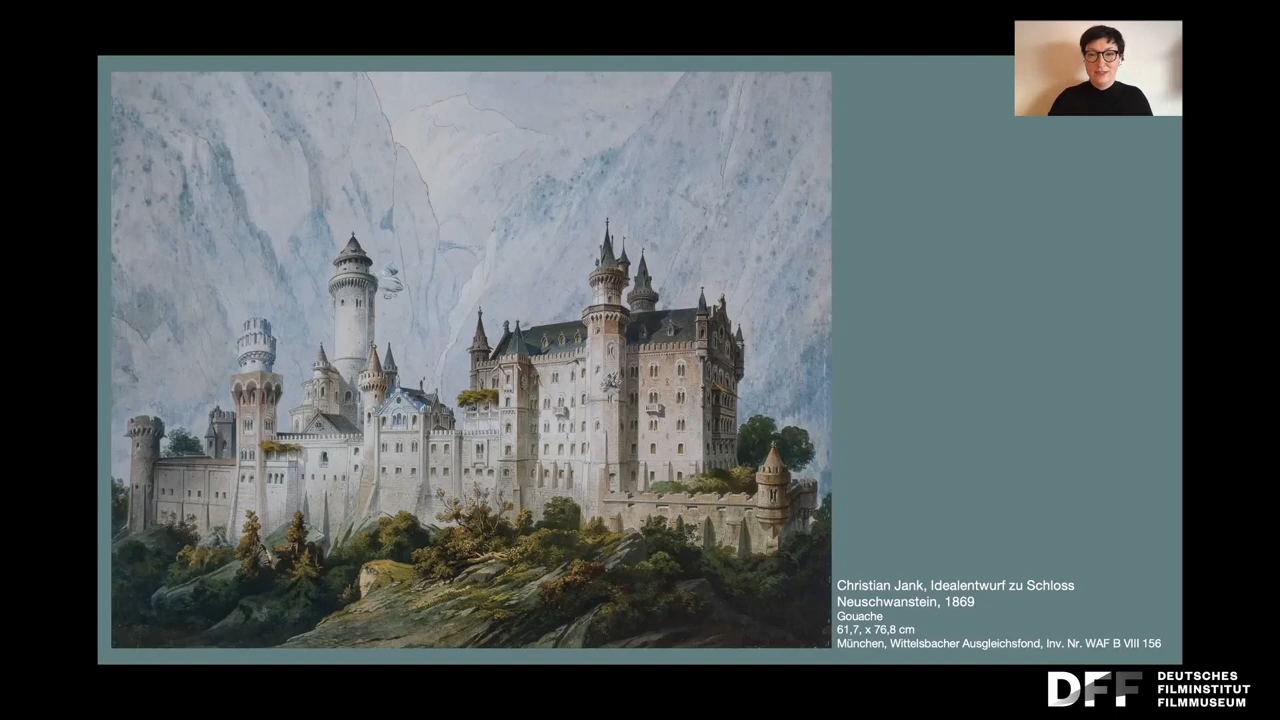 Christian Jank, Idealentwurf zu Schloss
Neuschwanstein, 1869
Gouache
61,7, x 76,8 cm
München, Wittelsbacher Ausgleichsfond, Inv. Nr. WAF B VIII 156
DFF
DEUTSCHES
FILMINSTITUT
FILMMUSEUM